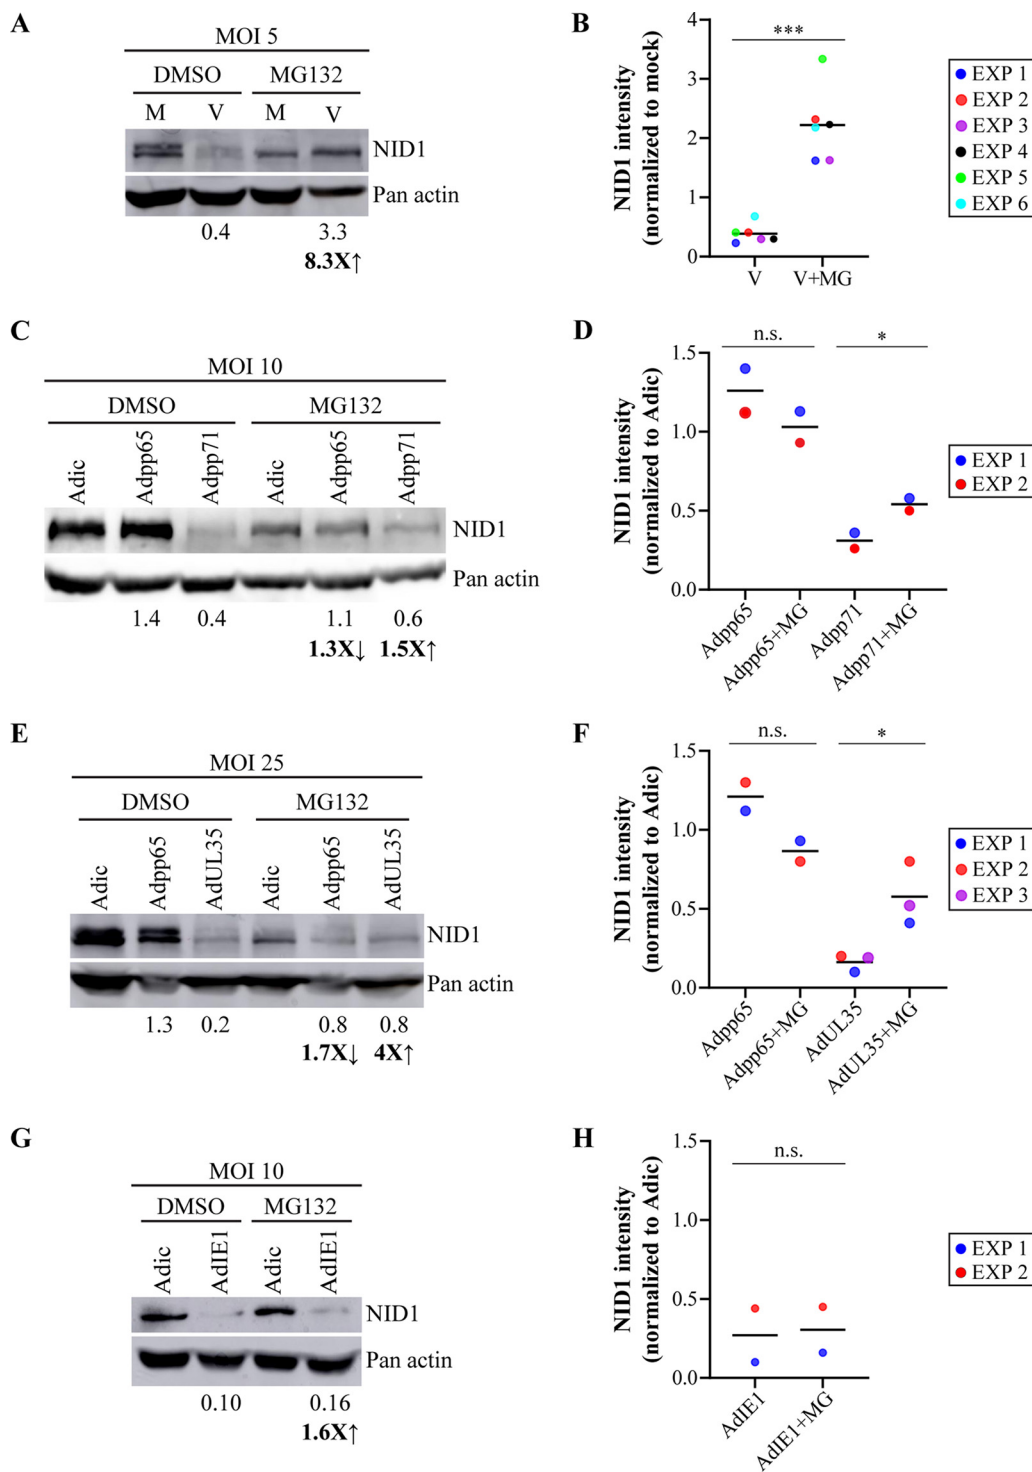 A
MOI 5
DMSO MG132
M V M V
NID1
Pan actin
0.4 3.3
8.3X↑
B
***
NID1 intensity
(normalized to mock)
4
3
2
1
0
V V+MG
EXP 1
EXP 2
EXP 3
EXP 4
EXP 5
EXP 6
C
MOI 10
DMSO MG132
Adic Adpp65 Adpp71 Adic Adpp65 Adpp71
NID1
Pan actin
1.4 0.4 1.1 0.6
1.3X↓ 1.5X↑
D
n.s. *
NID1 intensity
(normalized to Adic)
1.5
1.0
0.5
0.0
Adpp65 Adpp65+MG Adpp71 Adpp71+MG
EXP 1
EXP 2
E
MOI 25
DMSO MG132
Adic Adpp65 AdUL35 Adic Adpp65 AdUL35
NID1
Pan actin
1.3 0.2 0.8 0.8
1.7X↓ 4X↑
F
n.s. *
NID1 intensity
(normalized to Adic)
1.5
1.0
0.5
0.0
Adpp65 Adpp65+MG AdUL35 AdUL35+MG
EXP 1
EXP 2
EXP 3
G
MOI 10
DMSO MG132
Adic AdIE1 Adic AdIE1
NID1
Pan actin
0.10 0.16
1.6X↑
H
n.s.
NID1 intensity
(normalized to Adic)
1.5
1.0
0.5
0.0
AdIE1 AdIE1+MG
EXP 1
EXP 2